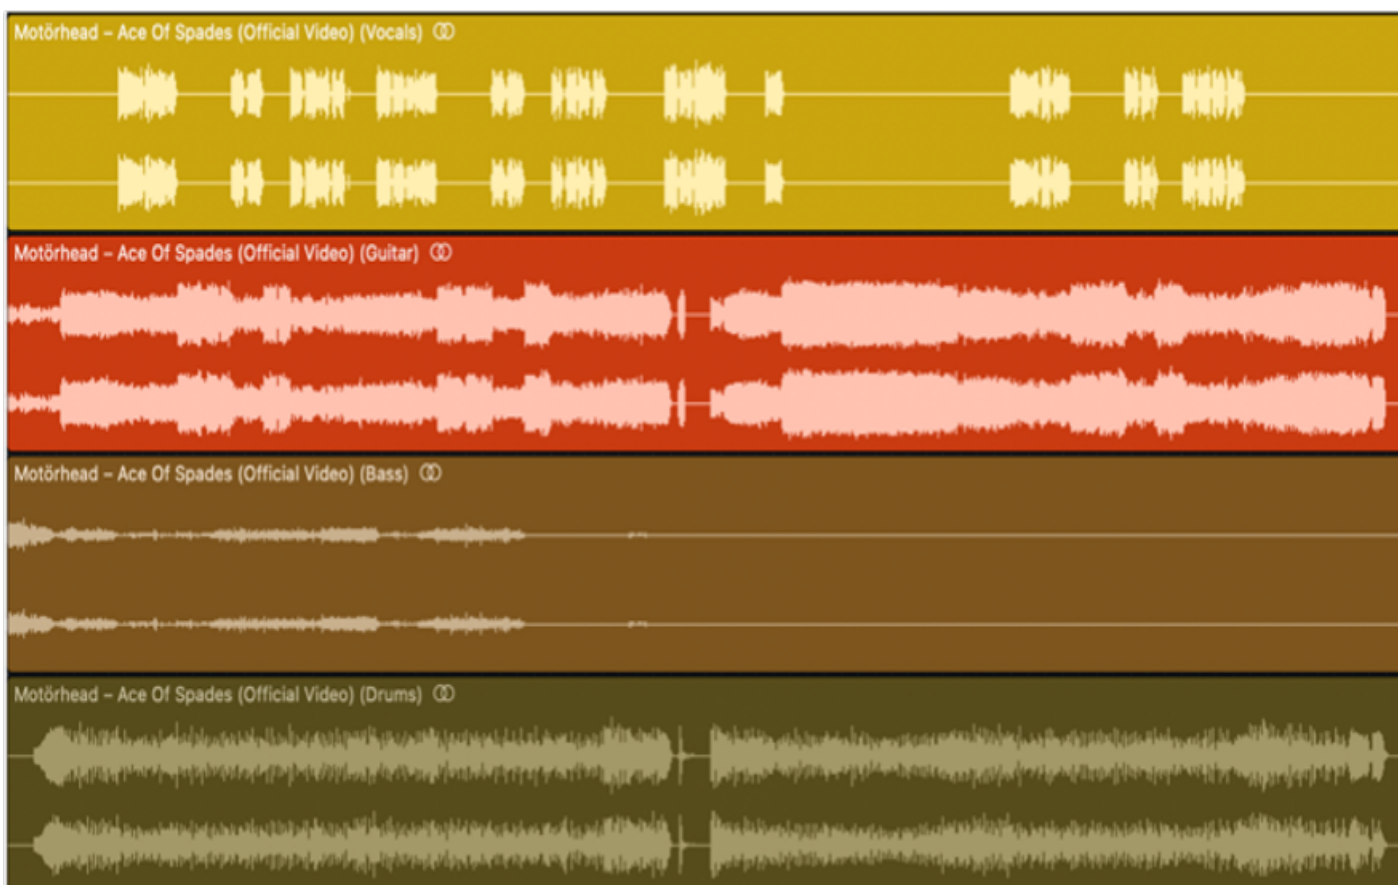 Motörhead – Ace Of Spades (Official Video) (Vocals)
Motörhead – Ace Of Spades (Official Video) (Guitar)
Motörhead – Ace Of Spades (Official Video) (Bass)
Motörhead – Ace Of Spades (Official Video) (Drums)